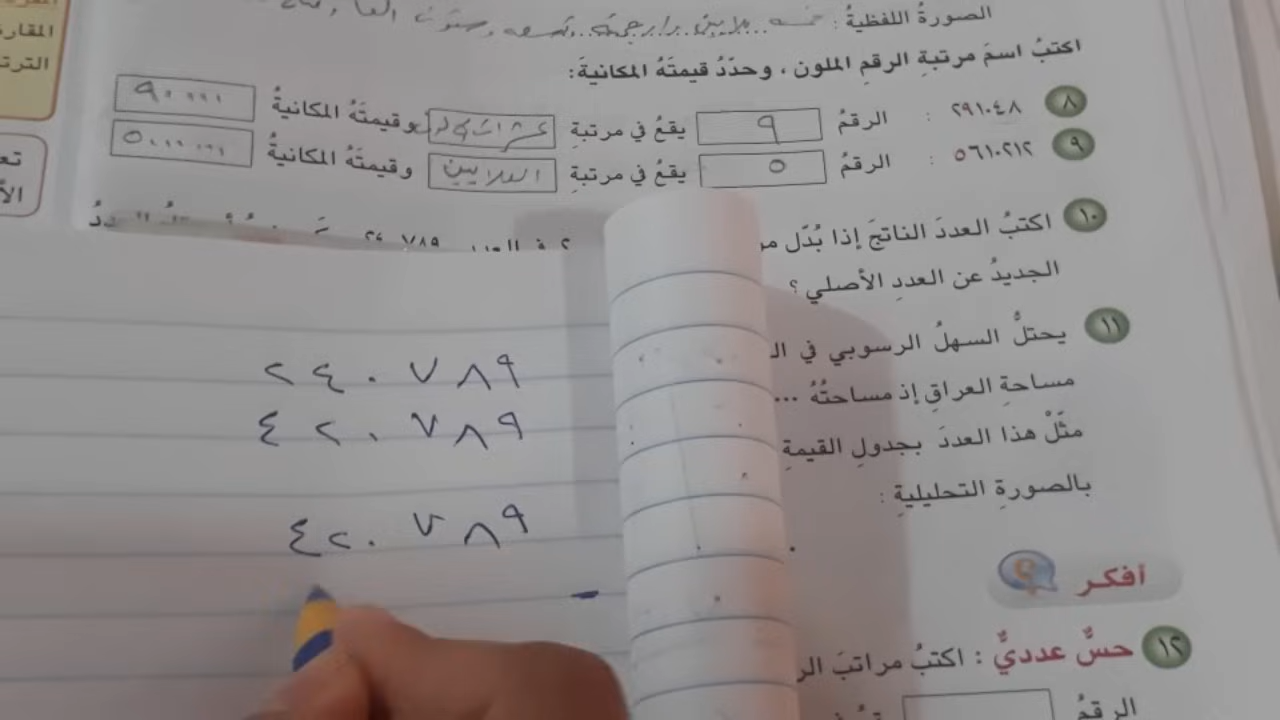 الصورةُ اللفظيةُ :
اكتبُ اسمَ مرتبةِ الرقمِ الملون ، وحدّدُ قيمتَهُ المكانيةَ:
٨ ٢٩١٠٤٨ : الرقمُ ٩ يقعُ في مرتبةِ وقيمتَهُ المكانيةُ ٩٠٠٠٠
٩ ٥٦١٠٢١٢ : الرقمُ ٥ يقعُ في مرتبةِ الملايين وقيمتَهُ المكانيةُ ٥٠٠٠٠٠٠
١٠ اكتبُ العددَ الناتجَ إذا بُدّل
الجديدُ عن العددِ الأصلي ؟
١١ يحتلُّ السهلُ الرسوبي في
مساحةِ العراقِ إذ مساحتُهُ ...
مثّلْ هذا العددَ بجدولِ القيمةِ
بالصورةِ التحليليةِ :
٢٤٠٧٨٩
٤٢٠٧٨٩
٤٢٠٧٨٩
أفكر
١٢ حسٌّ عدديٌّ : اكتبُ مراتبَ
الرقمُ